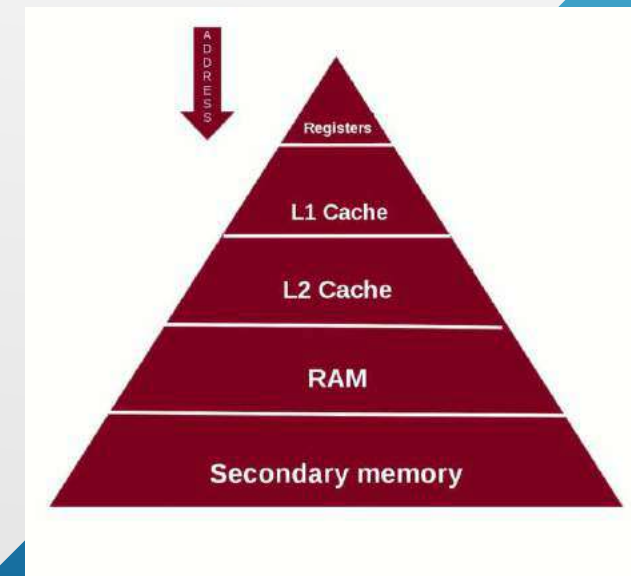 ADDRESS
Registers
L1 Cache
L2 Cache
RAM
Secondary memory